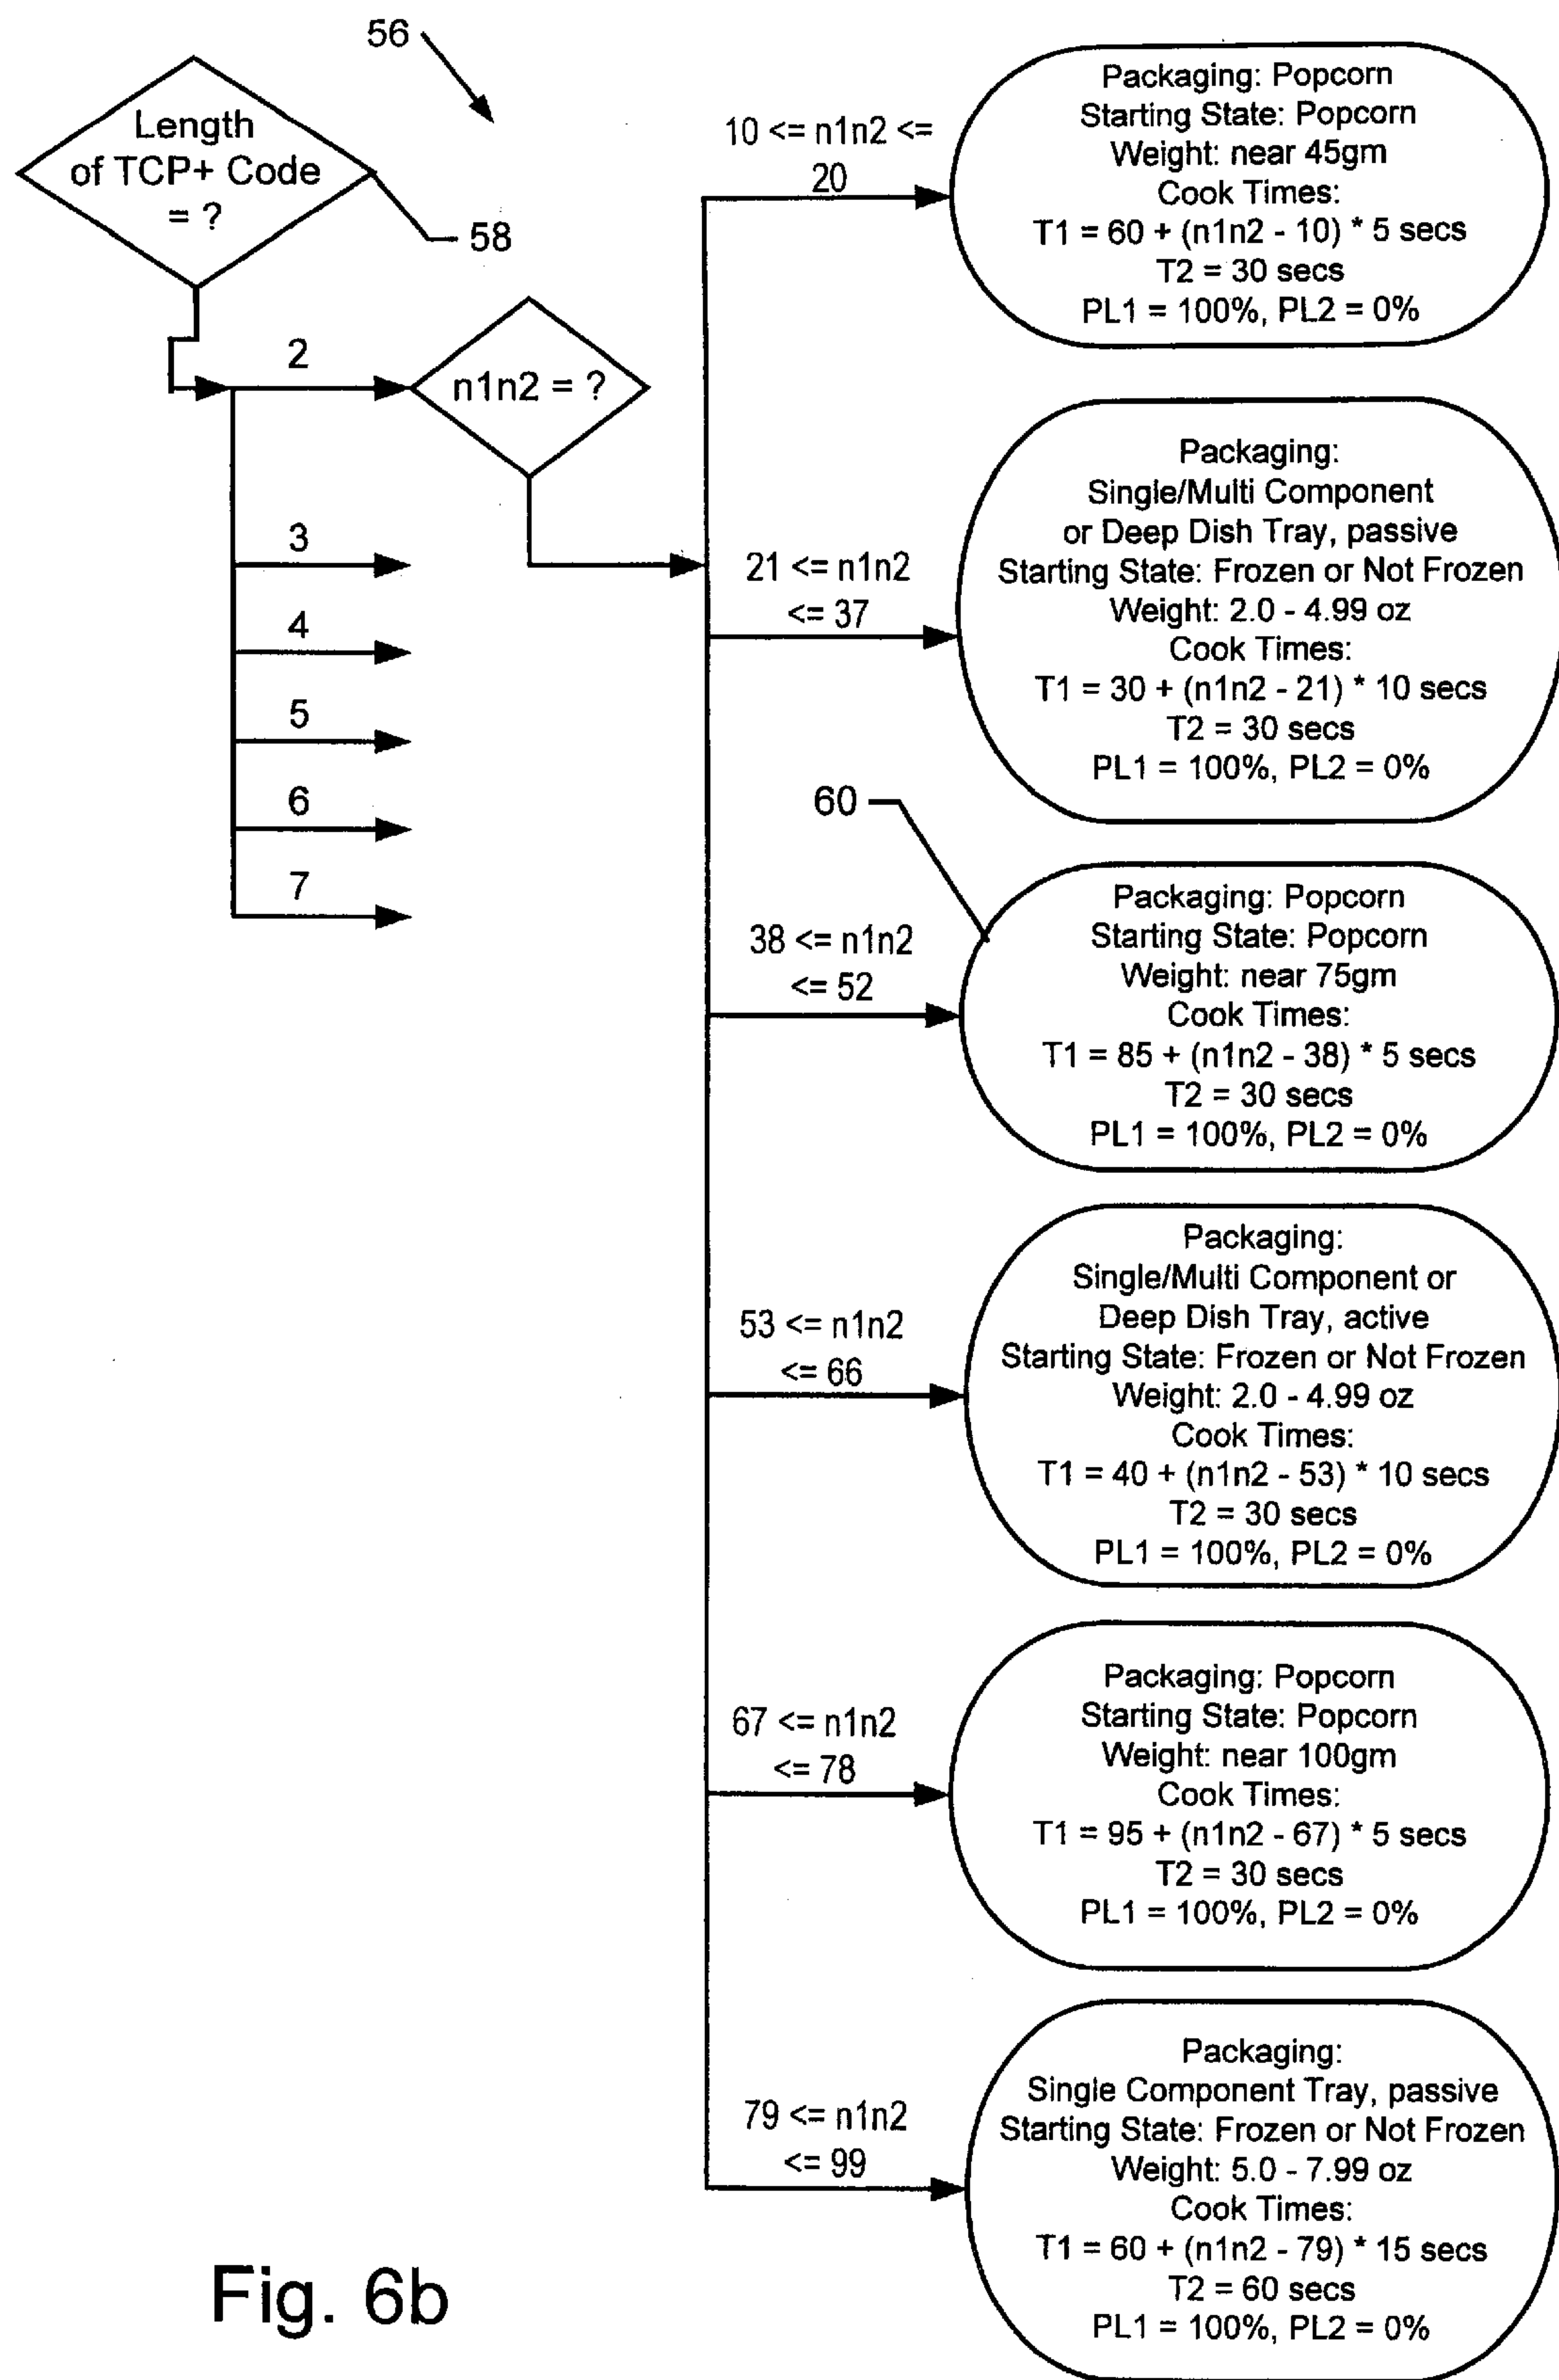 56
Length
of TCP+ Code
= ?
58
2
n1n2 = ?
3
4
5
6
7
10 <= n1n2 <=
20
Packaging: Popcorn
Starting State: Popcorn
Weight: near 45gm
Cook Times:
T1 = 60 + (n1n2 - 10) * 5 secs
T2 = 30 secs
PL1 = 100%, PL2 = 0%
21 <= n1n2
<= 37
Packaging:
Single/Multi Component
or Deep Dish Tray, passive
Starting State: Frozen or Not Frozen
Weight: 2.0 - 4.99 oz
Cook Times:
T1 = 30 + (n1n2 - 21) * 10 secs
T2 = 30 secs
PL1 = 100%, PL2 = 0%
60
38 <= n1n2
<= 52
Packaging: Popcorn
Starting State: Popcorn
Weight: near 75gm
Cook Times:
T1 = 85 + (n1n2 - 38) * 5 secs
T2 = 30 secs
PL1 = 100%, PL2 = 0%
53 <= n1n2
<= 66
Packaging:
Single/Multi Component or
Deep Dish Tray, active
Starting State: Frozen or Not Frozen
Weight: 2.0 - 4.99 oz
Cook Times:
T1 = 40 + (n1n2 - 53) * 10 secs
T2 = 30 secs
PL1 = 100%, PL2 = 0%
67 <= n1n2
<= 78
Packaging: Popcorn
Starting State: Popcorn
Weight: near 100gm
Cook Times:
T1 = 95 + (n1n2 - 67) * 5 secs
T2 = 30 secs
PL1 = 100%, PL2 = 0%
79 <= n1n2
<= 99
Packaging:
Single Component Tray, passive
Starting State: Frozen or Not Frozen
Weight: 5.0 - 7.99 oz
Cook Times:
T1 = 60 + (n1n2 - 79) * 15 secs
T2 = 60 secs
PL1 = 100%, PL2 = 0%
Fig. 6b